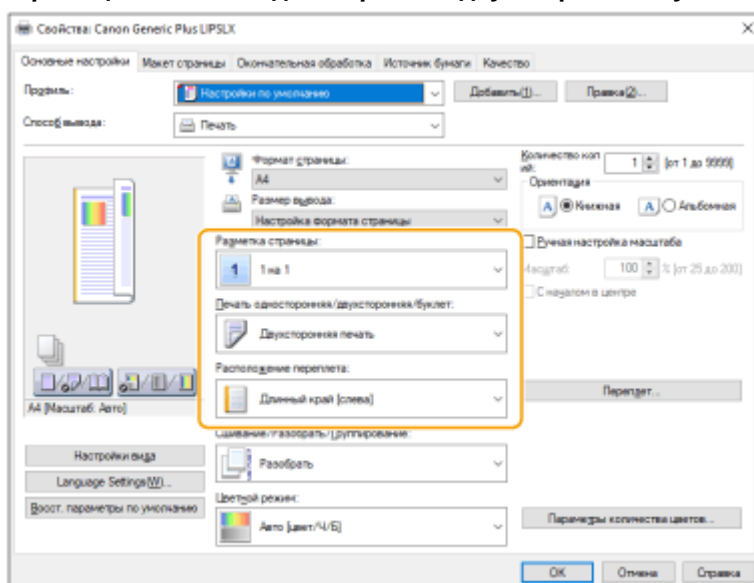 Свойства: Canon Generic Plus LIPSLX
Основные настройки Макет страницы Окончательная обработка Источник бумаги Качество
Профиль: Настройки по умолчанию Добавить(1)... Правка(2)...
Способ вывода: Печать
Формат страницы:
A4
Размер вывода:
Настройка формата страницы
Количество копий: 1 [от 1 до 9999]
Ориентация
A Книжная A Альбомная
Разметка страницы:
1 1 на 1
Ручная настройка масштаба
Масштаб: 100 % [от 25 до 200]
С началом в центре
Печать односторонняя/двухсторонняя/буклет:
Двухсторонняя печать
Расположение переплета:
Длинный край [слева]
Переплет...
A4 [Масштаб: Авто]
Сшивание/Разобрать/Группирование:
Разобрать
Настройки вида
Language Settings(W)...
Восст. параметры по умолчанию
Цветной режим:
Авто [цвет/Ч/Б]
Параметры количества цветов...
OK Отмена Справка